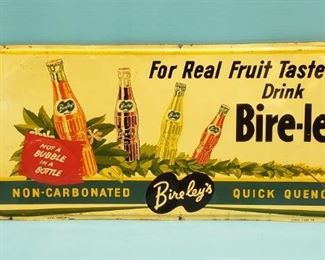 For Real Fruit Taste
Drink
Bire-le
NOT A
BUBBLE
IN A
BOTTLE
NON-CARBONATED
Bireley's
QUICK QUENC